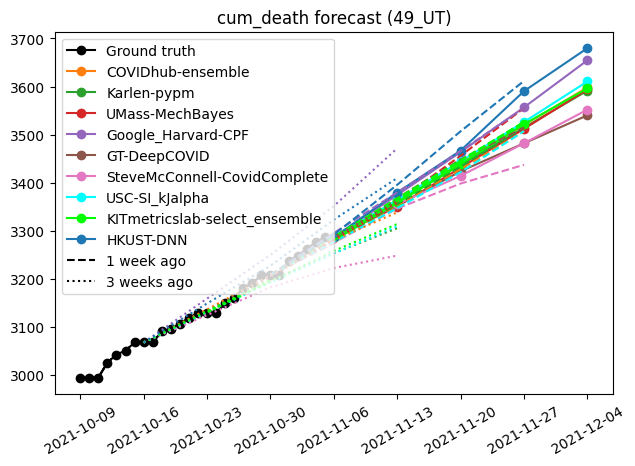 cum_death forecast (49_UT)
3700
3600
3500
3400
3300
3200
3100
3000
Ground truth
COVIDhub-ensemble
Karlen-pypm
UMass-MechBayes
Google_Harvard-CPF
GT-DeepCOVID
SteveMcConnell-CovidComplete
USC-SI_kJalpha
KITmetricslab-select_ensemble
HKUST-DNN
1 week ago
3 weeks ago
2021-10-09
2021-10-16
2021-10-23
2021-10-30
2021-11-06
2021-11-13
2021-11-20
2021-11-27
2021-12-04